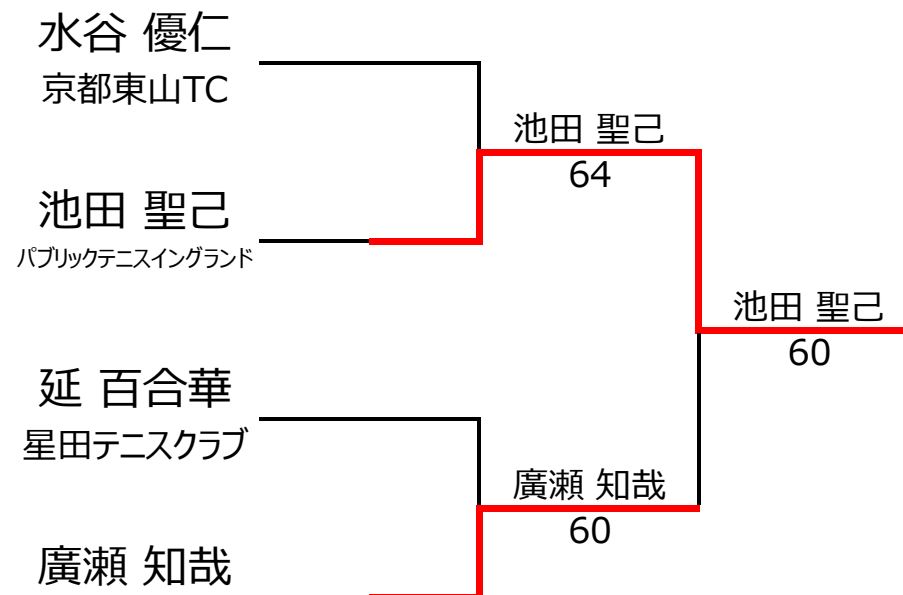 水谷 優仁
京都東山TC
池田 聖己
64
池田 聖己
パブリックテニスイングランド
池田 聖己
60
延 百合華
星田テニスクラブ
廣瀬 知哉
60
廣瀬 知哉